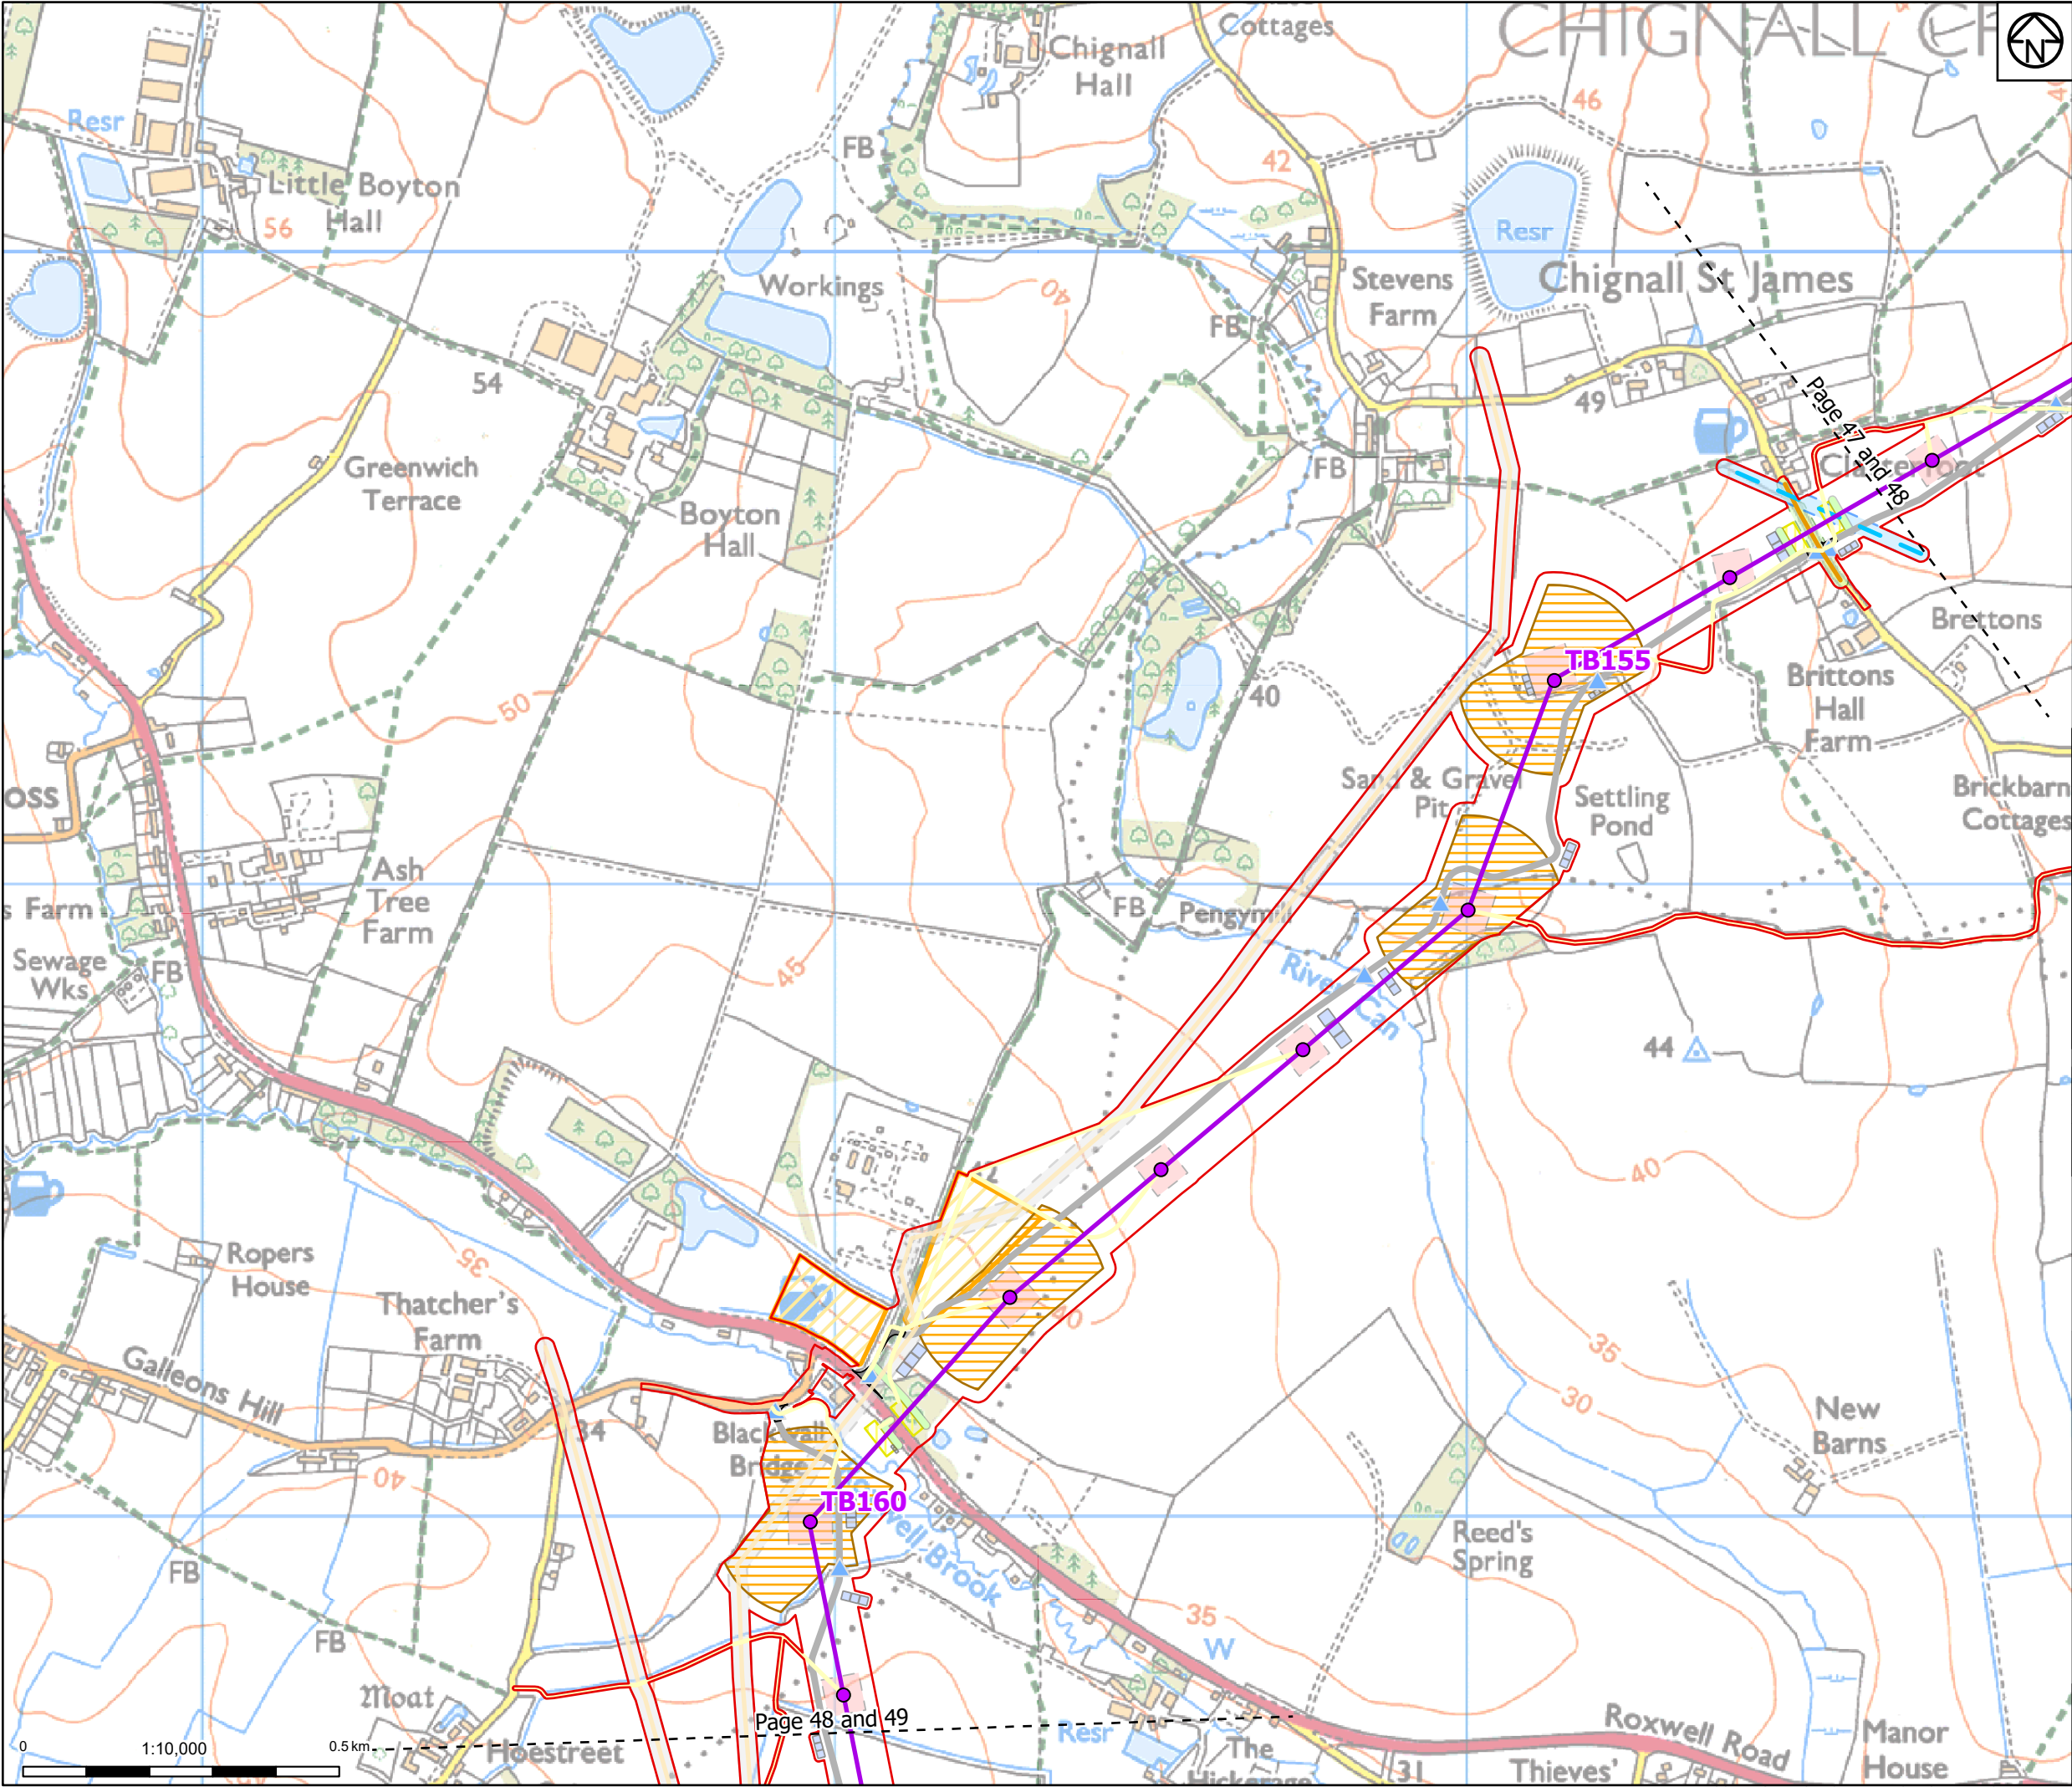 Cottages
CHIGNALL
N
Chignall
Hall
46
Resr
FB
42
Little Boyton
Hall
56
Resr
Workings
40
Stevens
Farm
Chignall St James
FB
54
49
Page 47 and 48
Greenwich
Terrace
FB
Boyton
Hall
Brettons
TB155
Brittons
Hall
Farm
40
50
Sand & Gravel
Pit
Settling
Pond
Brickbarn
Cottages
oss
Ash
Tree
Farm
s Farm
FB
Pengymill
Sewage
Wks
FB
45
River Can
44
40
42
Ropers
House
35
Thatcher's
Farm
40
35
Galleons Hill
30
34
Blackwall
Bridge
New
Barns
40
TB160
well Brook
Reed's
Spring
FB
35
FB
W
Moat
Page 48 and 49
Resr
Roxwell Road
Manor
House
0
1:10,000
0.5 km
Hoestreet
The
Hickerage
31
Thieves'